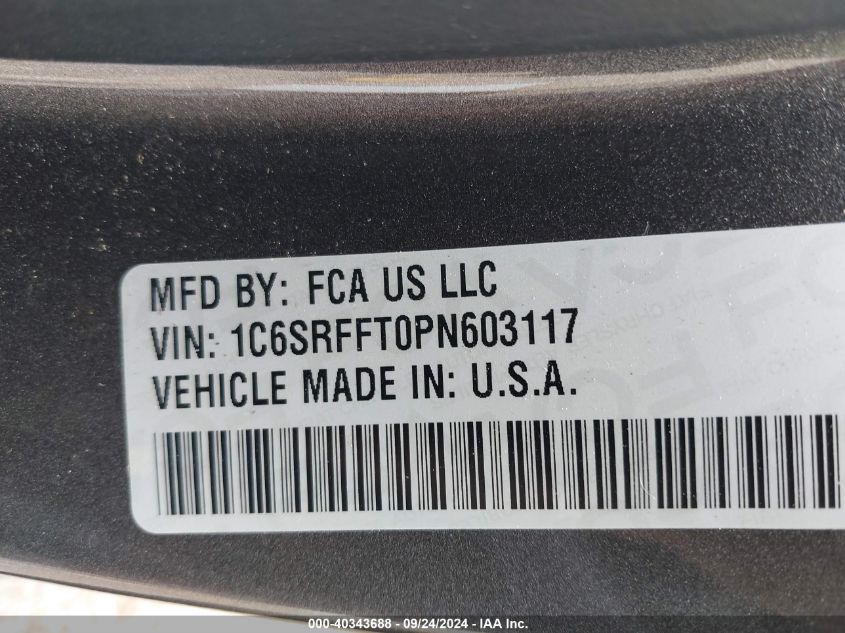 MFD BY: FCA US LLC
VIN: 1C6SRFFT0PN603117
VEHICLE MADE IN: U.S.A.
000-40343688 - 09/24/2024 - IAA Inc.